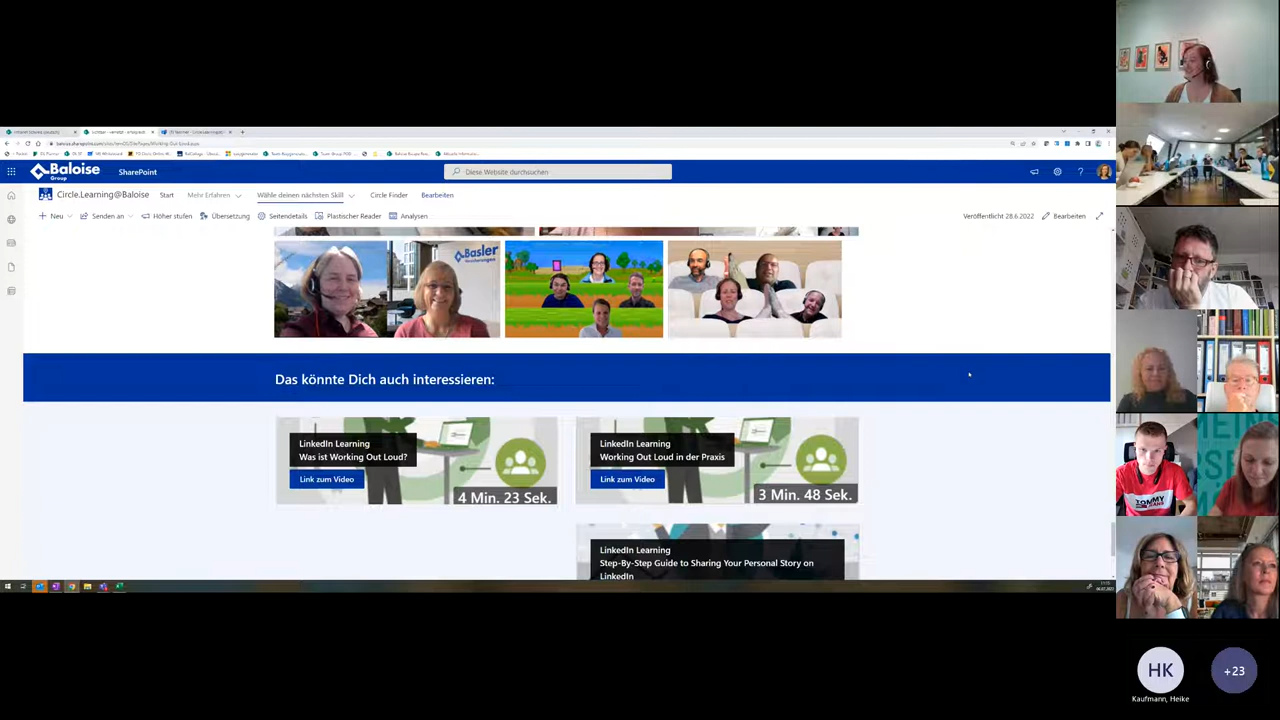 Baloise
Group
SharePoint
Diese Website durchsuchen
Circle.Learning@Baloise
Start
Mehr Erfahren
Wähle deinen nächsten Skill
Circle Finder
Bearbeiten
Neu
Senden an
Höher stufen
Übersetzung
Seitendetails
Plastischer Reader
Analysen
Veröffentlicht 28.6.2022
Bearbeiten
Basler
Versicherungen
Das könnte Dich auch interessieren:
LinkedIn Learning
Was ist Working Out Loud?
Link zum Video
4 Min. 23 Sek.
LinkedIn Learning
Working Out Loud in der Praxis
Link zum Video
3 Min. 48 Sek.
LinkedIn Learning
Step-By-Step Guide to Sharing Your Personal Story on
LinkedIn
TOMMY
JEANS
HK
Kaufmann, Heike
+23